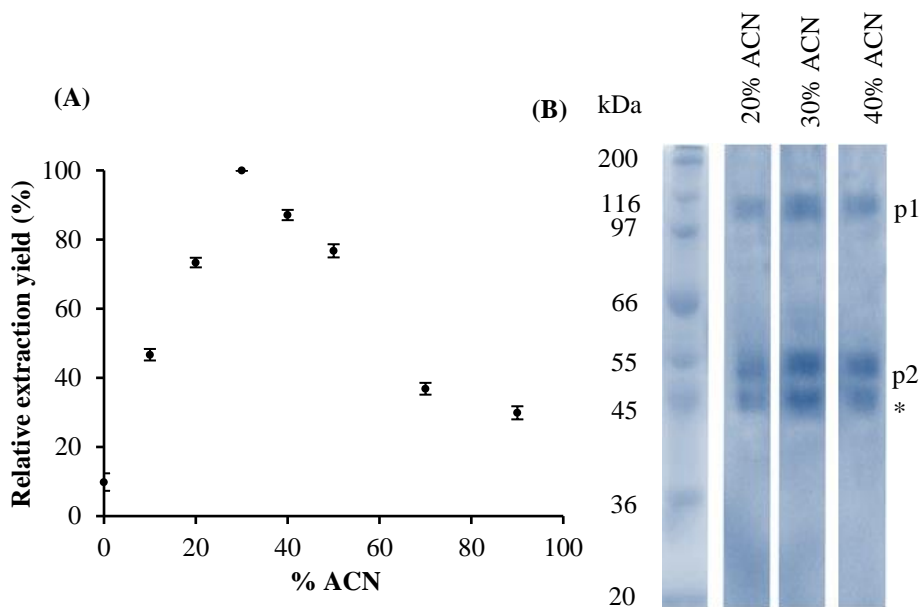 (A)
Relative extraction yield (%)
100
80
60
40
20
0
0 20 40 60 80 100
% ACN
(B)
kDa
20% ACN
30% ACN
40% ACN
200
116
97
66
55
45
36
20
p1
p2
*